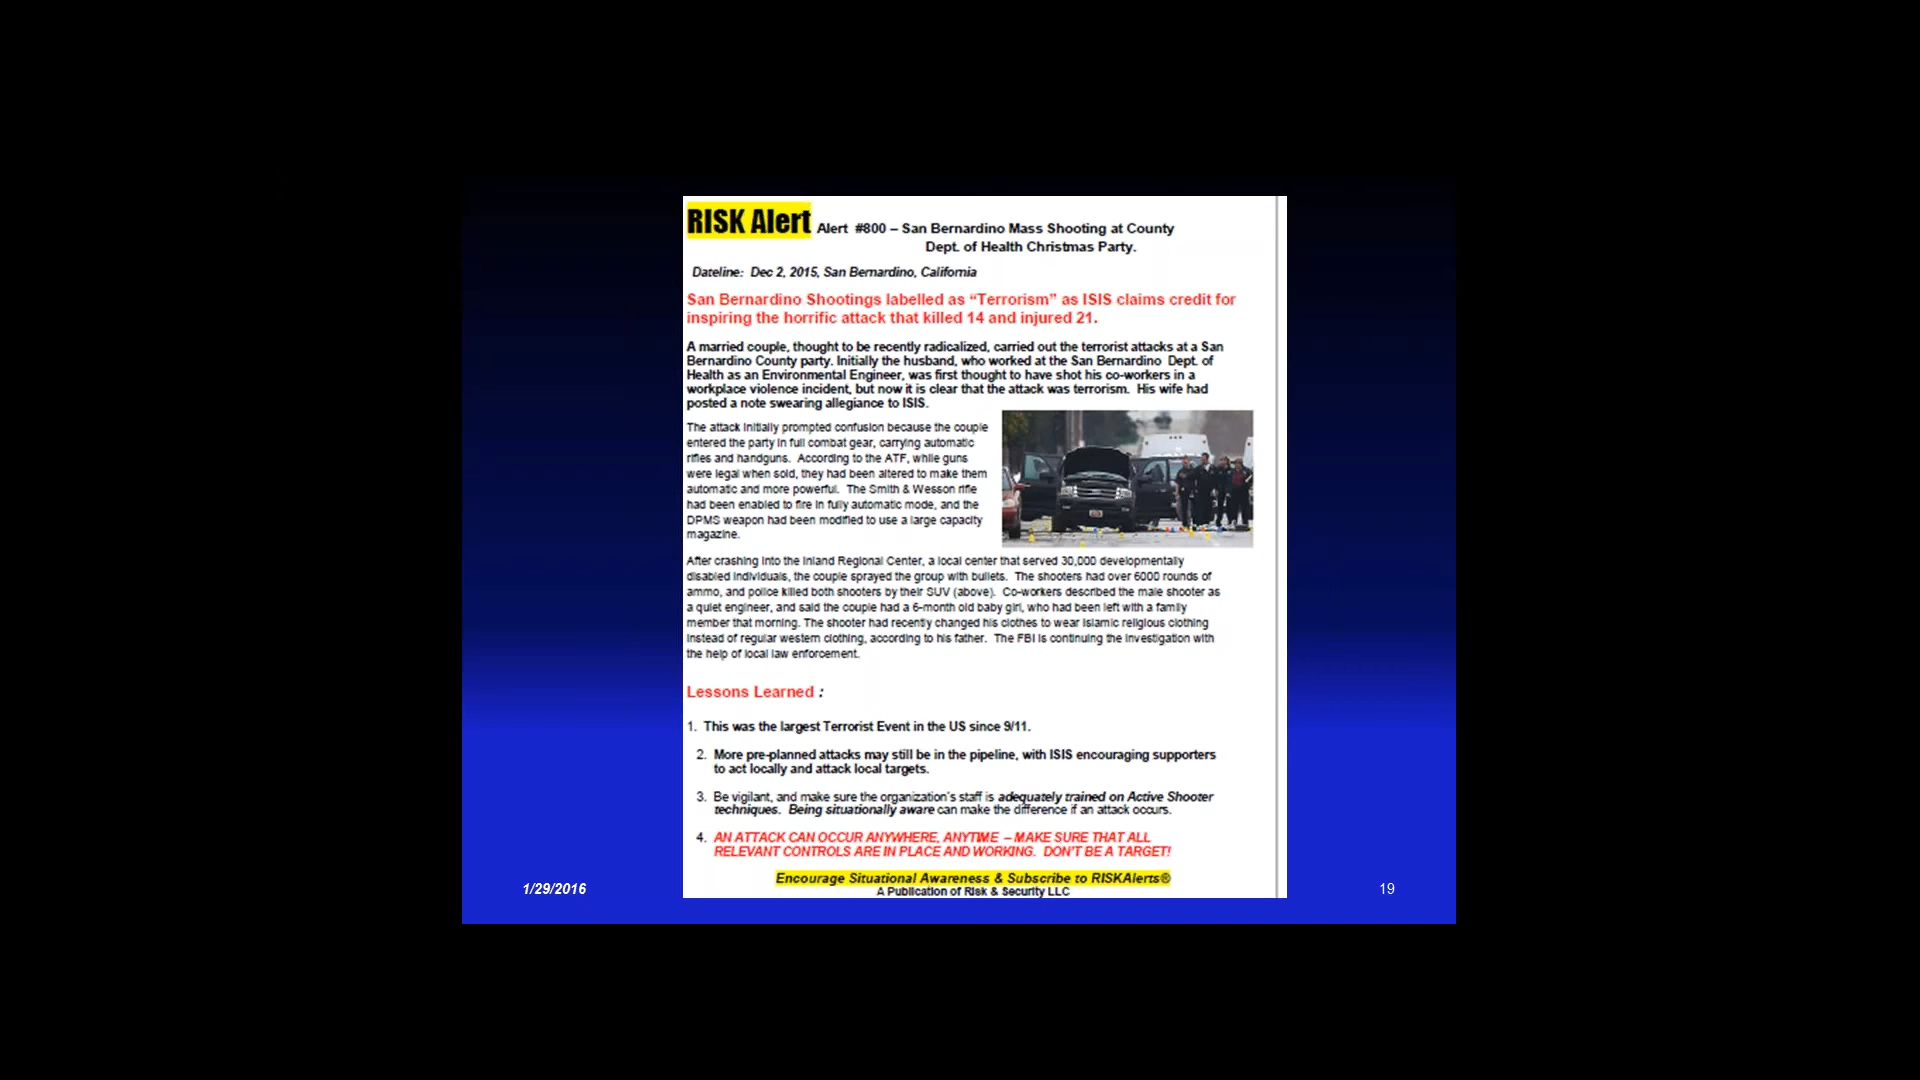 RISK Alert Alert #800 – San Bernardino Mass Shooting at County
Dept. of Health Christmas Party.
Dateline: Dec 2, 2015, San Bernardino, California
San Bernardino Shootings labelled as “Terrorism” as ISIS claims credit for
inspiring the horrific attack that killed 14 and injured 21.
A married couple, thought to be recently radicalized, carried out the terrorist attacks at a San
Bernardino County party. Initially the husband, who worked at the San Bernardino Dept. of
Health as an Environmental Engineer, was first thought to have shot his co-workers in a
workplace violence incident, but now it is clear that the attack was terrorism. His wife had
posted a note swearing allegiance to ISIS.
The attack initially prompted confusion because the couple
entered the party in full combat gear, carrying automatic
rifles and handguns. According to the ATF, while guns
were legal when sold, they had been altered to make them
automatic and more powerful. The Smith & Wesson rifle
had been enabled to fire in fully automatic mode, and the
DPMS weapon had been modified to use a large capacity
magazine.
After crashing into the Inland Regional Center, a local center that served 30,000 developmentally
disabled individuals, the couple sprayed the group with bullets. The shooters had over 6000 rounds of
ammo, and police killed both shooters by their SUV (above). Co-workers described the male shooter as
a quiet engineer, and said the couple had a 6-month old baby girl, who had been left with a family
member that morning. The shooter had recently changed his clothes to wear Islamic religious clothing
instead of regular western clothing, according to his father. The FBI is continuing the investigation with
the help of local law enforcement.
Lessons Learned :
1. This was the largest Terrorist Event in the US since 9/11.
2. More pre-planned attacks may still be in the pipeline, with ISIS encouraging supporters
to act locally and attack local targets.
3. Be vigilant, and make sure the organization’s staff is adequately trained on Active Shooter
techniques. Being situationally aware can make the difference if an attack occurs.
4. AN ATTACK CAN OCCUR ANYWHERE, ANYTIME – MAKE SURE THAT ALL
RELEVANT CONTROLS ARE IN PLACE AND WORKING. DON’T BE A TARGET!
Encourage Situational Awareness & Subscribe to RISKAlerts®
A Publication of Risk & Security LLC
1/29/2016
19